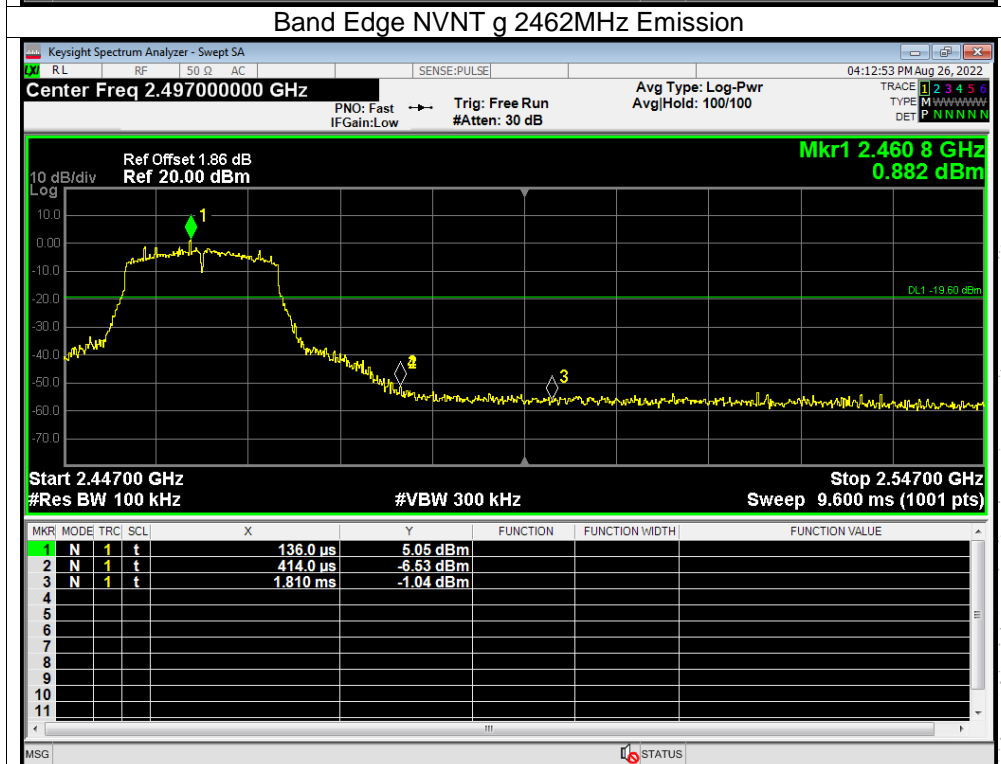 Band Edge NVNT g 2462MHz Emission
Keysight Spectrum Analyzer - Swept SA
LXI RL RF 50 Ω AC SENSE:PULSE 04:12:53 PM Aug 26, 2022
Center Freq 2.497000000 GHz Avg Type: Log-Pwr TRACE 1 2 3 4 5 6
PNO: Fast Trig: Free Run Avg|Hold: 100/100 TYPE M W W W W W
IFGain:Low #Atten: 30 dB DET P N N N N N
Mkr1 2.460 8 GHz
Ref Offset 1.86 dB
10 dB/div Ref 20.00 dBm 0.882 dBm
Log
10.0
1
0.00
-10.0
DL1 -19.60 dBm
-20.0
-30.0
-40.0
2
3
-50.0
-60.0
-70.0
Start 2.44700 GHz Stop 2.54700 GHz
#Res BW 100 kHz #VBW 300 kHz Sweep 9.600 ms (1001 pts)
MKR MODE TRC SCL X Y FUNCTION FUNCTION WIDTH FUNCTION VALUE
1 N 1 t 136.0 µs 5.05 dBm
2 N 1 t 414.0 µs -6.53 dBm
3 N 1 t 1.810 ms -1.04 dBm
4
5
6
7
8
9
10
11
MSG STATUS